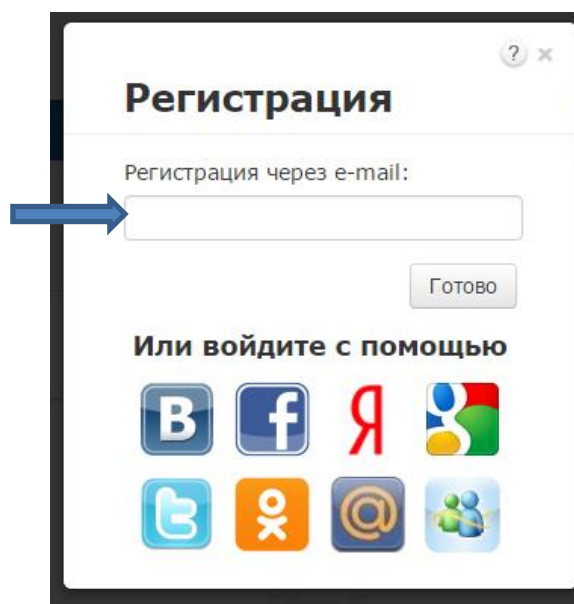 ? ×
Регистрация
Регистрация через e-mail:
Готово
Или войдите с помощью
В f Я g
t @